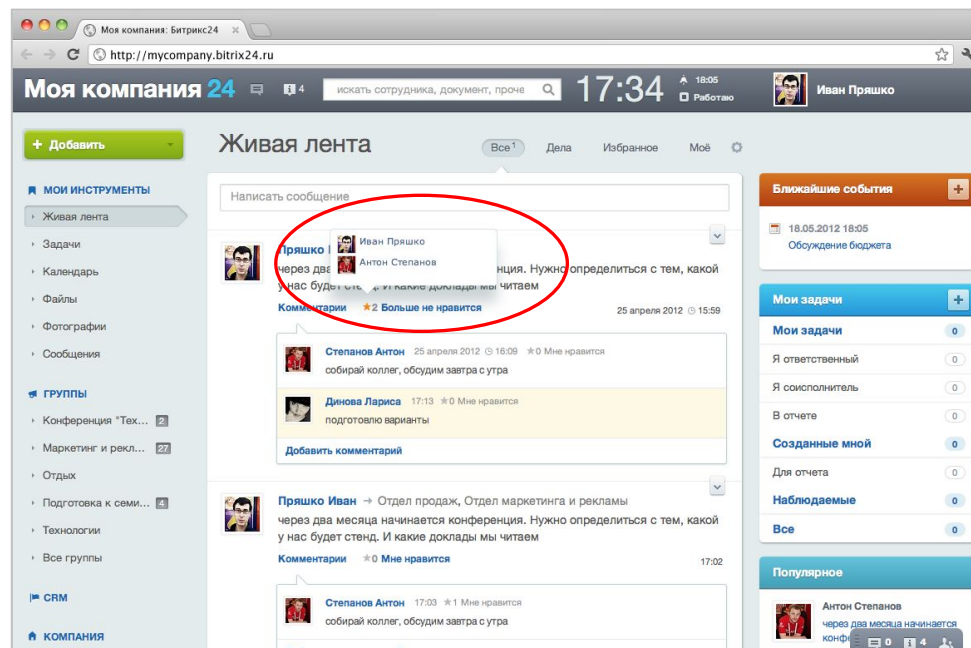 Моя компания: Битрикс24
http://mycompany.bitrix24.ru
Моя компания 24
4
искать сотрудника, документ, проче
17:34
18:05
Работаю
Иван Пряшко
+ Добавить
Живая лента
Все 1
Дела
Избранное
Моё
МОИ ИНСТРУМЕНТЫ
Живая лента
Задачи
Календарь
Файлы
Фотографии
Сообщения
ГРУППЫ
Конференция "Тех... 2
Маркетинг и рекл... 27
Отдых
Подготовка к семи... 4
Технологии
Все группы
CRM
КОМПАНИЯ
Написать сообщение
Иван Пряшко
Антон Степанов
Пряшко
через два нция. Нужно определиться с тем, какой
у нас будет стенд. И какие доклады мы читаем
Комментарии ★2 Больше не нравится
25 апреля 2012 15:59
Степанов Антон 25 апреля 2012 16:09 ★0 Мне нравится
собирай коллег, обсудим завтра с утра
Динова Лариса 17:13 ★0 Мне нравится
подготовлю варианты
Добавить комментарий
Пряшко Иван → Отдел продаж, Отдел маркетинга и рекламы
через два месяца начинается конференция. Нужно определиться с тем, какой
у нас будет стенд. И какие доклады мы читаем
Комментарии ★0 Мне нравится
17:02
Степанов Антон 17:03 ★1 Мне нравится
собирай коллег, обсудим завтра с утра
Ближайшие события +
18.05.2012 18:05
Обсуждение бюджета
Мои задачи +
Мои задачи 0
Я ответственный 0
Я соисполнитель 0
В отчете 0
Созданные мной 0
Для отчета 0
Наблюдаемые 0
Все 0
Популярное
Антон Степанов
через два месяца начинается
конфе
0 4